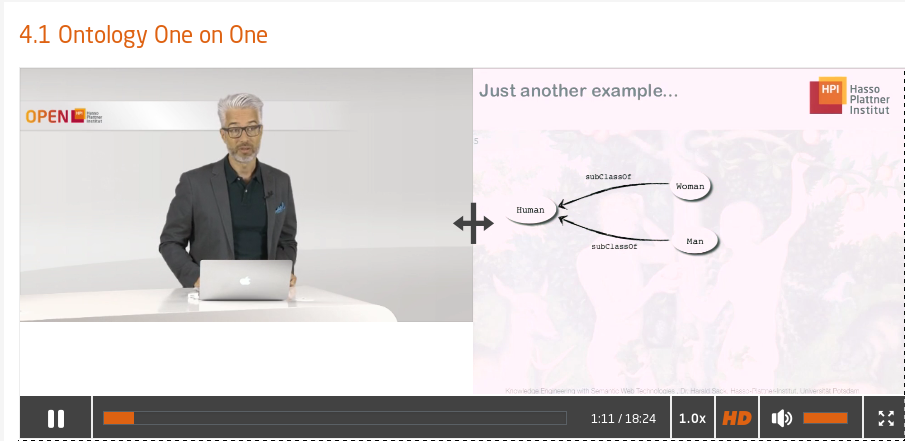 4.1 Ontology One on One
OPEN HPI Hasso
Plattner
Institut
Just another example...
HPI Hasso
Plattner
Institut
5
subClassOf
Woman
Human
Man
subClassOf
Knowledge Engineering with Semantic Web Technologies , Dr. Harald Sack, Hasso-Plattner-Institut, Universität Potsdam
1:11 / 18:24
1.0x
HD